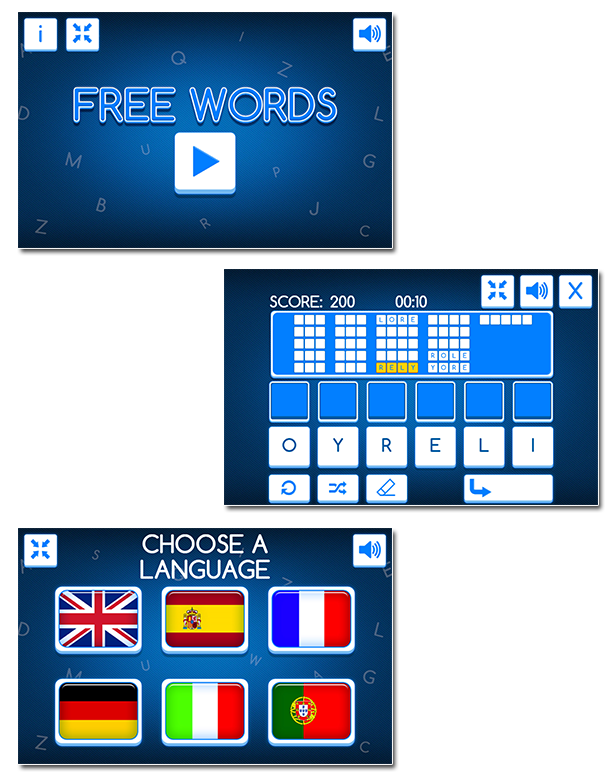 i
I
E
Q
Z
FREE WORDS
D
L
M
U
G
P
B
J
Z
R
C
SCORE: 200 00:10
X
LORE
ROLE
RELY YORE
O Y R E L I
CHOOSE A
LANGUAGE
S
Q
Z
D
L
M
U
W
A
G
Z
C